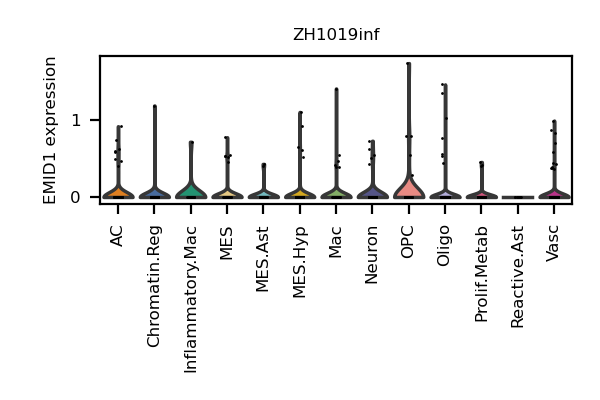 ZH1019inf
EMID1 expression
1
0
AC
Chromatin.Reg
Inflammatory.Mac
MES
MES.Ast
MES.Hyp
Mac
Neuron
OPC
Oligo
Prolif.Metab
Reactive.Ast
Vasc